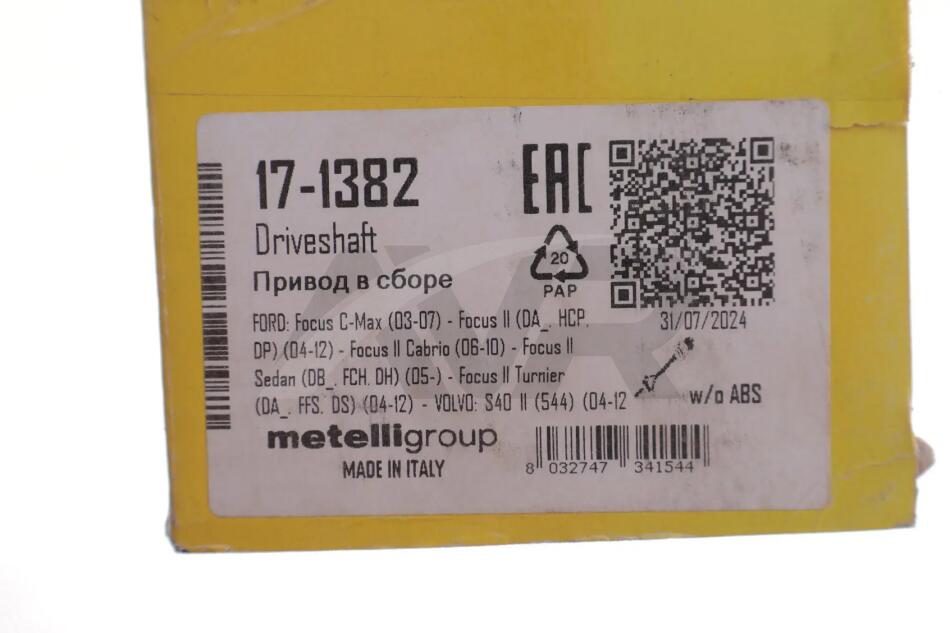 17-1382
EAC
Driveshaft
Привод в сборе
20
PAP
FORD: Focus C-Max (03-07) - Focus II (DA_, HCP,
DP) (04-12) - Focus II Cabrio (06-10) - Focus II
Sedan (DB_, FCH, DH) (05-) - Focus II Turnier
(DA_, FFS, DS) (04-12) - VOLVO: S40 II (544) (04-12
31/07/2024
w/o ABS
metelligroup
MADE IN ITALY
8 032747 341544
AVR